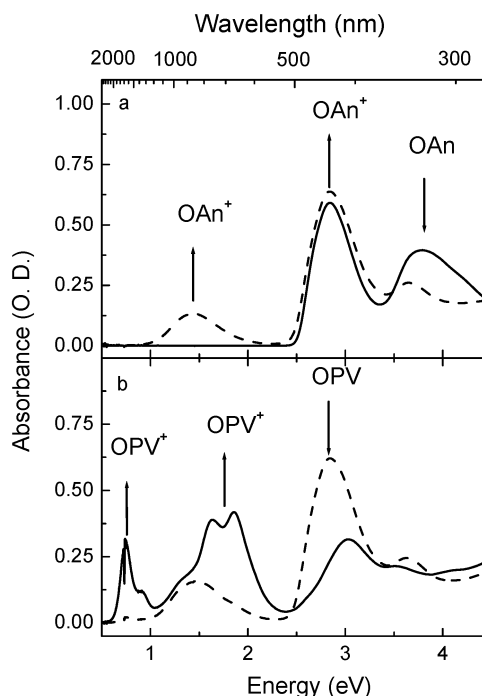 Wavelength (nm)
2000 1000 500 300
a
OAn+
OAn
OAn+
1.00
0.75
0.50
0.25
0.00
Absorbance (O. D.)
b
OPV
OPV+
OPV+
0.75
0.50
0.25
0.00
1 2 3 4
Energy (eV)